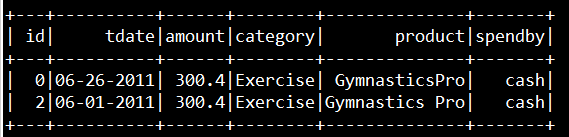 +---+----------+------+--------+--------------+-------+
| id|     tdate|amount|category|       product|spendby|
+---+----------+------+--------+--------------+-------+
|  0|06-26-2011| 300.4|Exercise| GymnasticsPro|   cash|
|  2|06-01-2011| 300.4|Exercise|Gymnastics Pro|   cash|
+---+----------+------+--------+--------------+-------+